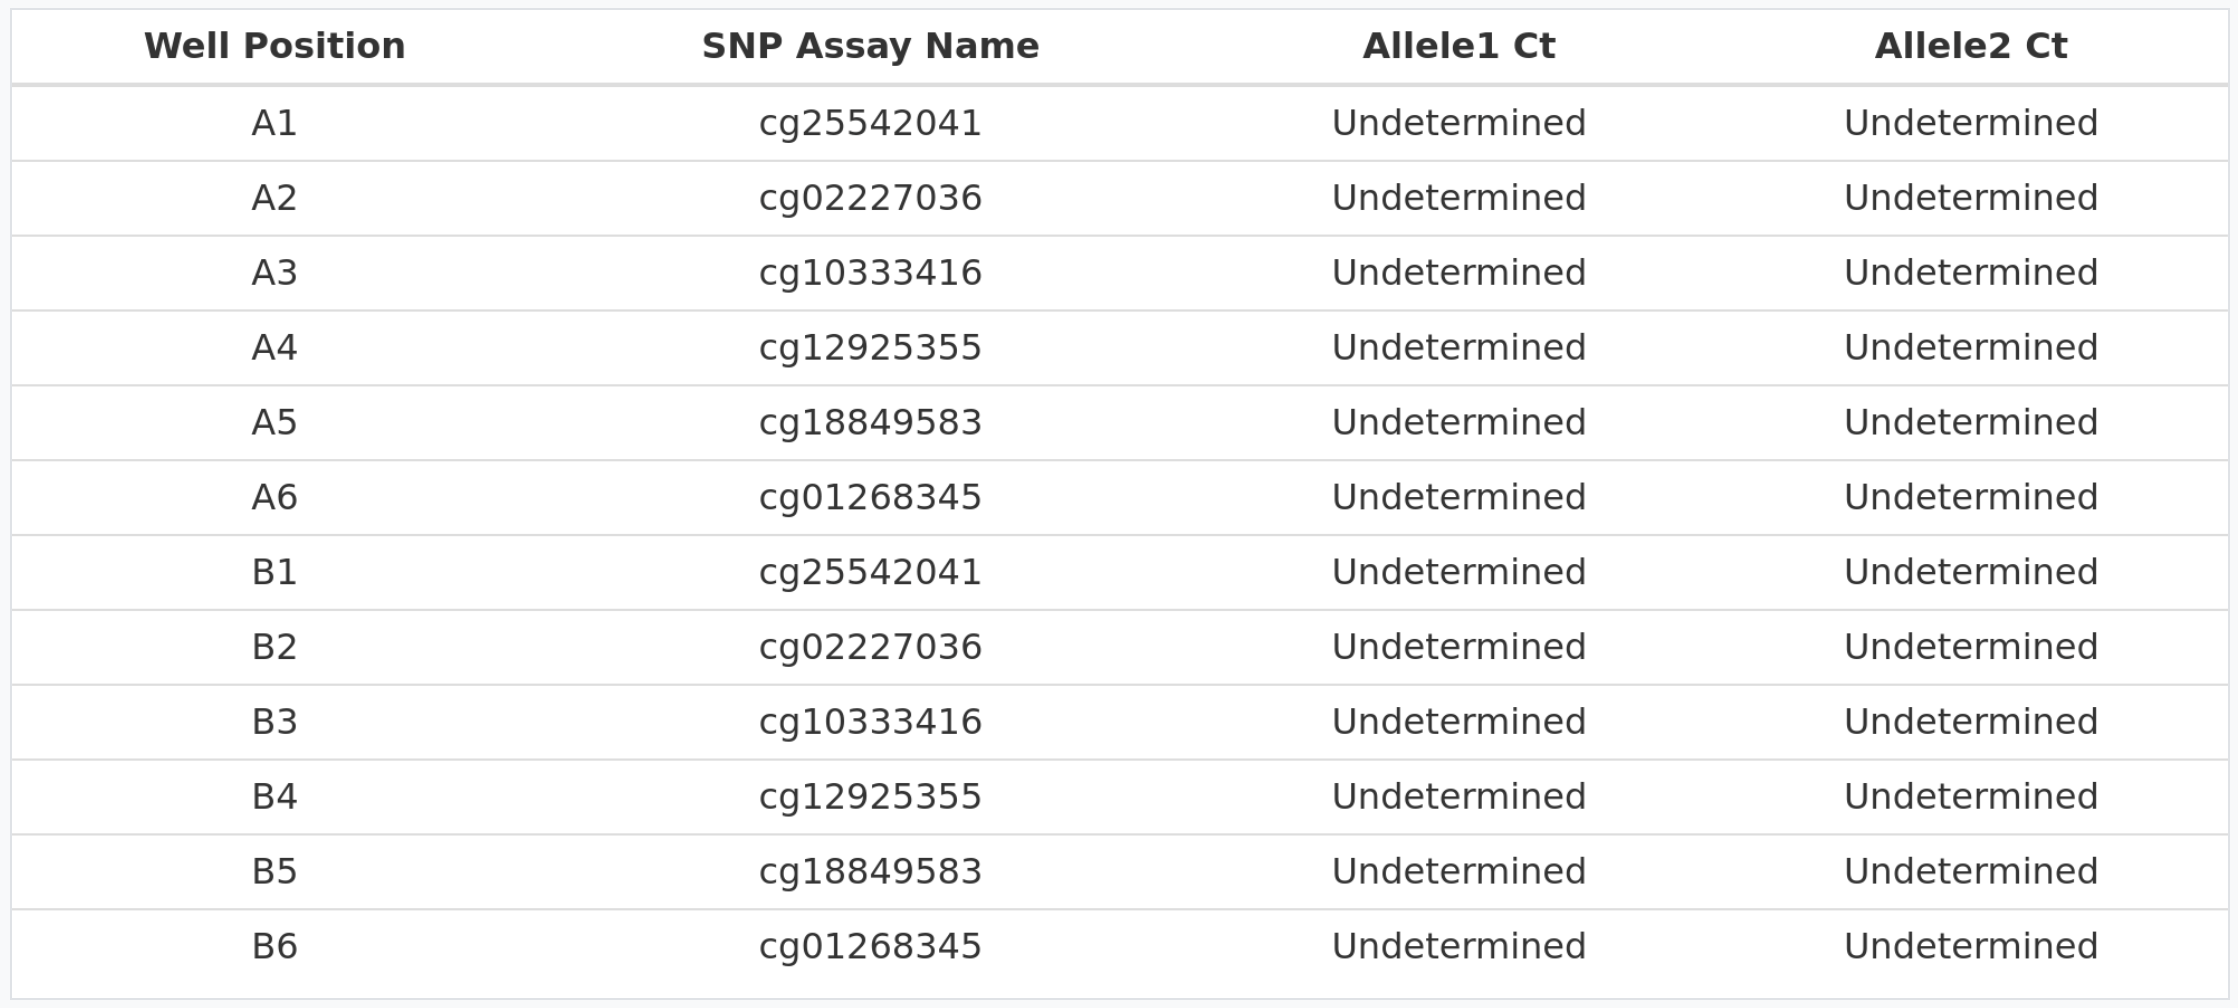 Well Position SNP Assay Name Allele1 Ct Allele2 Ct
A1 cg25542041 Undetermined Undetermined
A2 cg02227036 Undetermined Undetermined
A3 cg10333416 Undetermined Undetermined
A4 cg12925355 Undetermined Undetermined
A5 cg18849583 Undetermined Undetermined
A6 cg01268345 Undetermined Undetermined
B1 cg25542041 Undetermined Undetermined
B2 cg02227036 Undetermined Undetermined
B3 cg10333416 Undetermined Undetermined
B4 cg12925355 Undetermined Undetermined
B5 cg18849583 Undetermined Undetermined
B6 cg01268345 Undetermined Undetermined